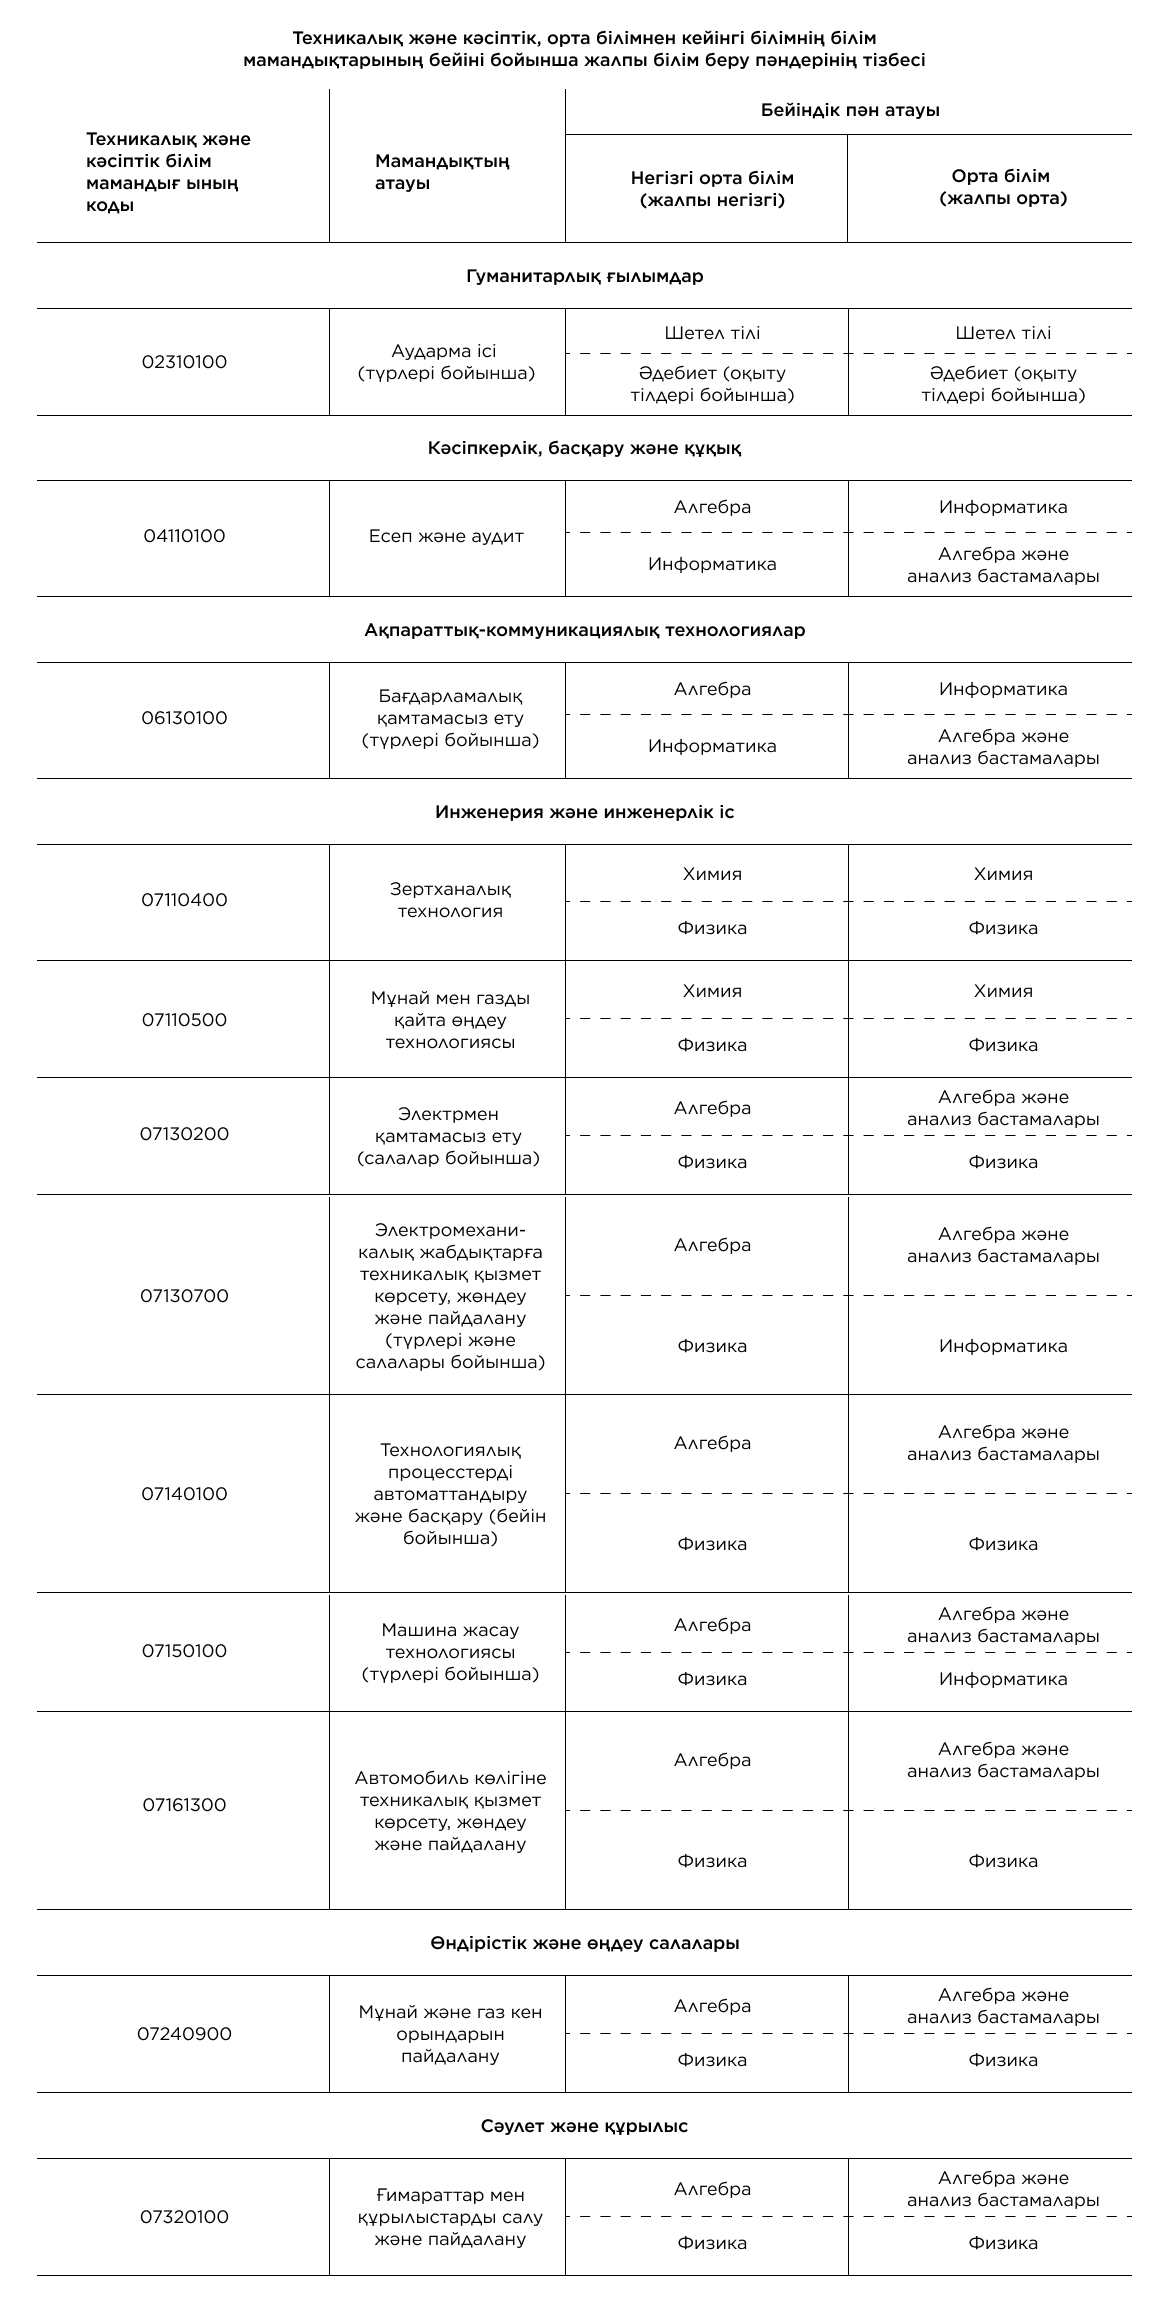 Техникалық және кәсіптік, орта білімнен кейінгі білімнің білім
мамандықтарының бейіні бойынша жалпы білім беру пәндерінің тізбесі
Техникалық және
кәсіптік білім
мамандығ ының
коды
Мамандықтың
атауы
Бейіндік пән атауы
Негізгі орта білім
(жалпы негізгі)
Орта білім
(жалпы орта)
Гуманитарлық ғылымдар
02310100
Аударма ісі
(түрлері бойынша)
Шетел тілі
Шетел тілі
Әдебиет (оқыту
тілдері бойынша)
Әдебиет (оқыту
тілдері бойынша)
Кәсіпкерлік, басқару және құқық
04110100
Есеп және аудит
Алгебра
Информатика
Информатика
Алгебра және
анализ бастамалары
Ақпараттық-коммуникациялық технологиялар
06130100
Бағдарламалық
қамтамасыз ету
(түрлері бойынша)
Алгебра
Информатика
Информатика
Алгебра және
анализ бастамалары
Инженерия және инженерлік іс
07110400
Зертханалық
технология
Химия
Химия
Физика
Физика
07110500
Мұнай мен газды
қайта өңдеу
технологиясы
Химия
Химия
Физика
Физика
07130200
Электрмен
қамтамасыз ету
(салалар бойынша)
Алгебра
Алгебра және
анализ бастамалары
Физика
Физика
07130700
Электромехани-
калық жабдықтарға
техникалық қызмет
көрсету, жөндеу
және пайдалану
(түрлері және
салалары бойынша)
Алгебра
Алгебра және
анализ бастамалары
Физика
Информатика
07140100
Технологиялық
процесстерді
автоматтандыру
және басқару (бейін
бойынша)
Алгебра
Алгебра және
анализ бастамалары
Физика
Физика
07150100
Машина жасау
технологиясы
(түрлері бойынша)
Алгебра
Алгебра және
анализ бастамалары
Физика
Информатика
07161300
Автомобиль көлігіне
техникалық қызмет
көрсету, жөндеу
және пайдалану
Алгебра
Алгебра және
анализ бастамалары
Физика
Физика
Өндірістік және өңдеу салалары
07240900
Мұнай және газ кен
орындарын
пайдалану
Алгебра
Алгебра және
анализ бастамалары
Физика
Физика
Сәулет және құрылыс
07320100
Ғимараттар мен
құрылыстарды салу
және пайдалану
Алгебра
Алгебра және
анализ бастамалары
Физика
Физика